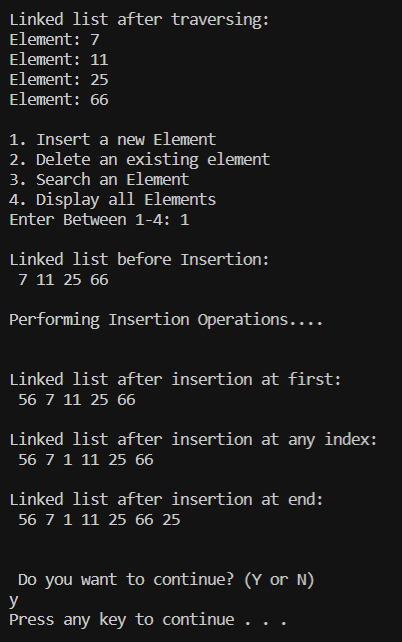 Linked list after traversing:
Element: 7
Element: 11
Element: 25
Element: 66
1. Insert a new Element
2. Delete an existing element
3. Search an Element
4. Display all Elements
Enter Between 1-4: 1
Linked list before Insertion:
7 11 25 66
Performing Insertion Operations....
Linked list after insertion at first:
56 7 11 25 66
Linked list after insertion at any index:
56 7 1 11 25 66
Linked list after insertion at end:
56 7 1 11 25 66 25
Do you want to continue? (Y or N)
y
Press any key to continue . . .